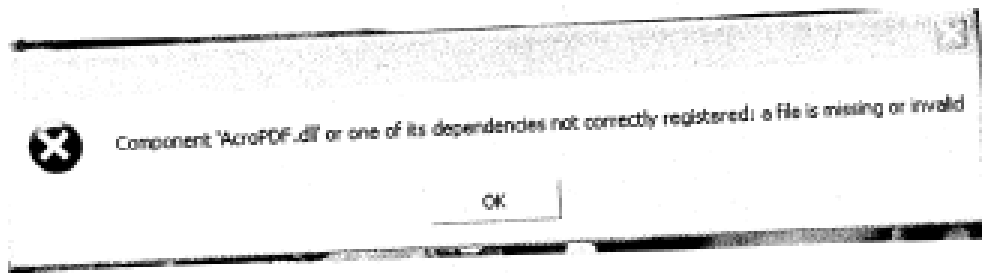 Component 'AcroPDF.dll' or one of its dependencies not correctly registered: a file is missing or invalid
OK